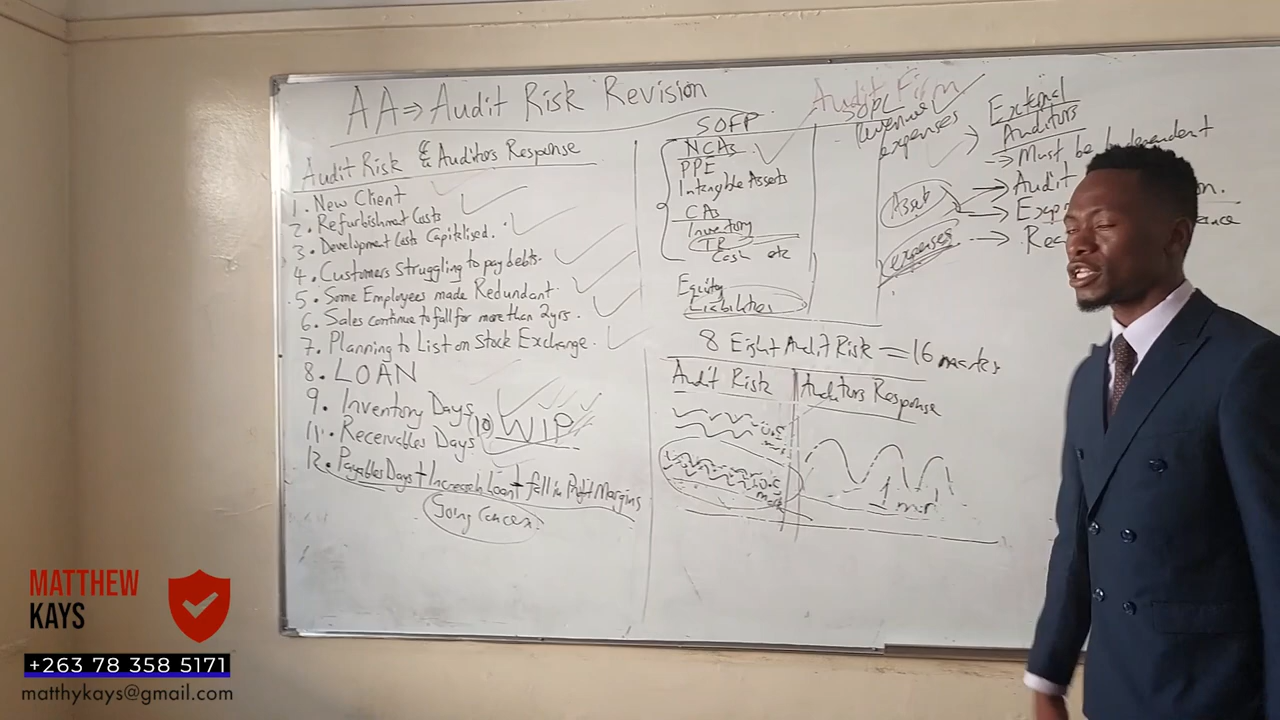 AA⇒Audit Risk Revision
Audit Risk & Auditors Response
1. New Client
2. Refurbishment Costs
3. Development Costs Capitalised.
4. Customers Struggling to pay debts.
5. Some Employees made Redundant
6. Sales continue to fall for more than 2yrs.
7. Planning to List on Stock Exchange.
8. LOAN
9. Inventory Days
10) WIP
11. Receivables Days
12. Payables Days + Increase in Loan + fall in Profit Margins
Going Concern
SOFP
NCAs
PPE
Intangible Assets
CAs
Inventory
TR
Cash etc
Equity
Liabilities
Audit Firm
SOPL
Revenue
expenses
Asset
expenses
External
Auditors
→ Must be Independent
→ Audit
8 Eight Audit Risk = 16 marks
Audit Risk
Auditors Response
MATTHEW
KAYS
+263 78 358 5171
matthykays@gmail.com